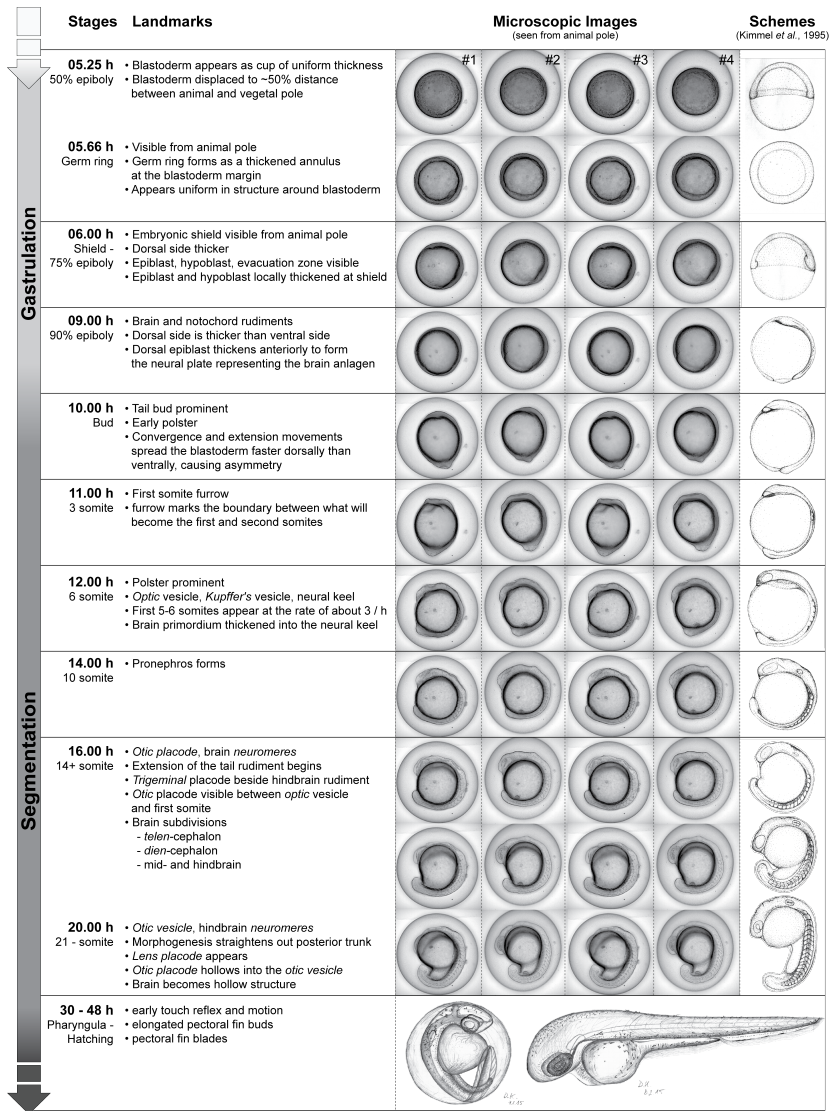 Stages Landmarks Microscopic Images Schemes
(seen from animal pole) (Kimmel et al., 1995)
#1 #2 #3 #4
Gastrulation
05.25 h • Blastoderm appears as cup of uniform thickness
50% epiboly • Blastoderm displaced to ~50% distance
between animal and vegetal pole
05.66 h • Visible from animal pole
Germ ring • Germ ring forms as a thickened annulus
at the blastoderm margin
• Appears uniform in structure around blastoderm
06.00 h • Embryonic shield visible from animal pole
Shield - • Dorsal side thicker
75% epiboly • Epiblast, hypoblast, evacuation zone visible
• Epiblast and hypoblast locally thickened at shield
09.00 h • Brain and notochord rudiments
90% epiboly • Dorsal side is thicker than ventral side
• Dorsal epiblast thickens anteriorly to form
the neural plate representing the brain anlagen
10.00 h • Tail bud prominent
Bud • Early polster
• Convergence and extension movements
spread the blastoderm faster dorsally than
ventrally, causing asymmetry
Segmentation
11.00 h • First somite furrow
3 somite • furrow marks the boundary between what will
become the first and second somites
12.00 h • Polster prominent
6 somite • Optic vesicle, Kupffer's vesicle, neural keel
• First 5-6 somites appear at the rate of about 3 / h
• Brain primordium thickened into the neural keel
14.00 h • Pronephros forms
10 somite
16.00 h • Otic placode, brain neuromeres
14+ somite • Extension of the tail rudiment begins
• Trigeminal placode beside hindbrain rudiment
• Otic placode visible between optic vesicle
and first somite
• Brain subdivisions
- telen-cephalon
- dien-cephalon
- mid- and hindbrain
20.00 h • Otic vesicle, hindbrain neuromeres
21 - somite • Morphogenesis straightens out posterior trunk
• Lens placode appears
• Otic placode hollows into the otic vesicle
• Brain becomes hollow structure
30 - 48 h • early touch reflex and motion
Pharyngula - • elongated pectoral fin buds
Hatching • pectoral fin blades